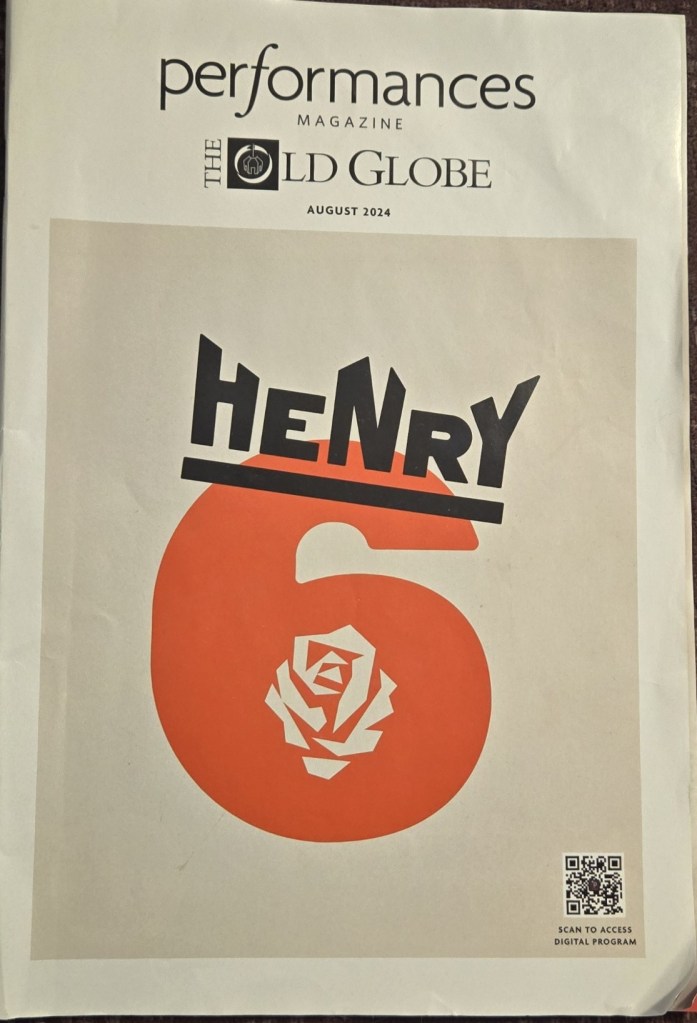 performances
MAGAZINE
THE OLD GLOBE
AUGUST 2024
HENRY
6
SCAN TO ACCESS
DIGITAL PROGRAM